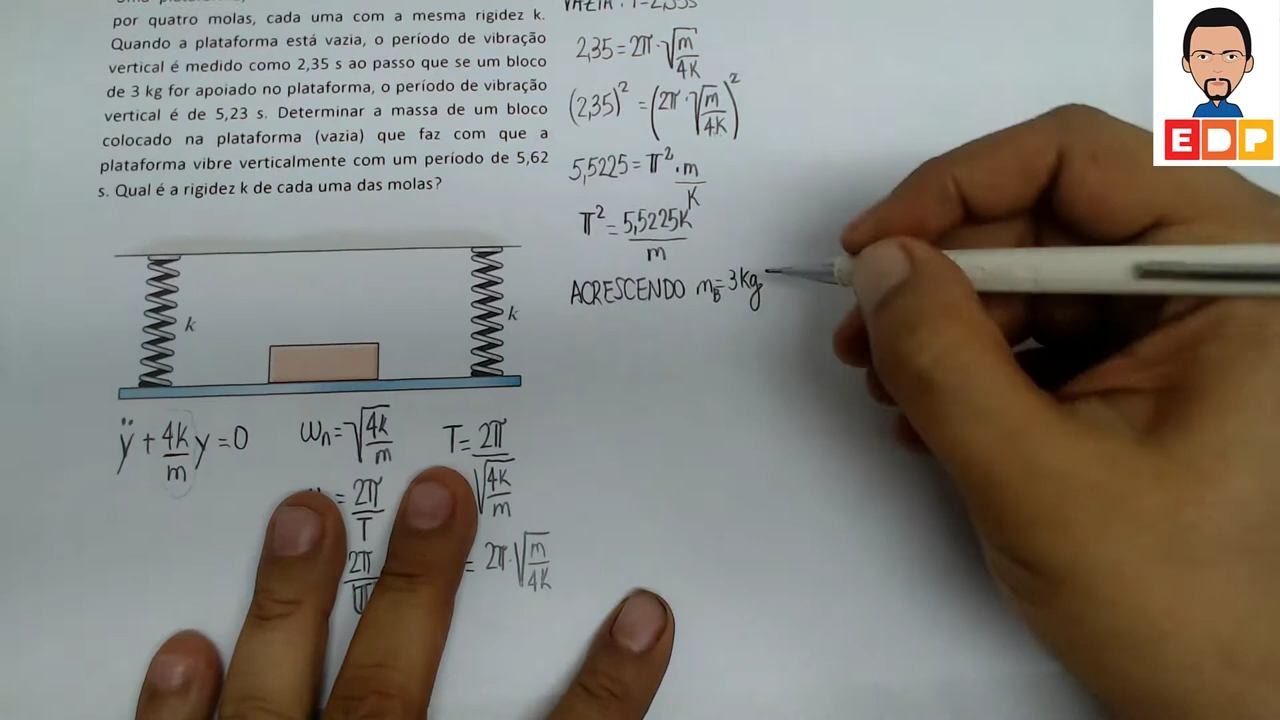 por quatro molas, cada uma com a mesma rigidez k.
Quando a plataforma está vazia, o período de vibração
vertical é medido como 2,35 s ao passo que se um bloco
de 3 kg for apoiado no plataforma, o período de vibração
vertical é de 5,23 s. Determinar a massa de um bloco
colocado na plataforma (vazia) que faz com que a
plataforma vibre verticalmente com um período de 5,62
s. Qual é a rigidez k de cada uma das molas?
k
k
ÿ + 4k/m y = 0
ωn = √(4k/m)
= 2π/T
2π
T = 2π/√(4k/m)
= 2π·√(m/4k)
2,35 = 2π·√(m/4k)
(2,35)² = (2π·√(m/4k))²
5,5225 = π²·m/k
π² = 5,5225k/m
ACRESCENDO mB = 3kg
EDP